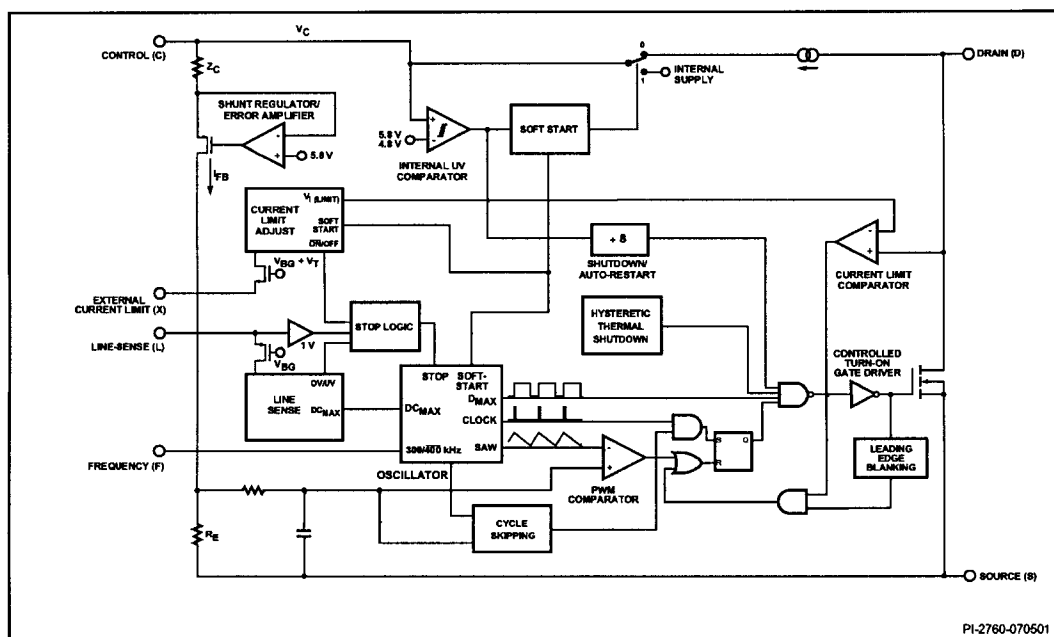 V_C
0
CONTROL (C)
DRAIN (D)
Z_C
INTERNAL
SUPPLY
1
SHUNT REGULATOR/
ERROR AMPLIFIER
+
-
5.8 V
4.8 V
-
+
5.8 V
SOFT START
INTERNAL UV
COMPARATOR
I_FB
V_I (LIMIT)
CURRENT
LIMIT
ADJUST
SOFT
START
ON/OFF
÷ 8
SHUTDOWN/
AUTO-RESTART
-
+
CURRENT LIMIT
COMPARATOR
V_BG + V_T
EXTERNAL
CURRENT LIMIT (X)
LINE-SENSE (L)
1 V
STOP LOGIC
HYSTERETIC
THERMAL
SHUTDOWN
CONTROLLED
TURN-ON
GATE DRIVER
V_BG
STOP
SOFT-
START
OV/UV
LINE
SENSE
DC_MAX
DC_MAX
D_MAX
CLOCK
SAW
S
Q
R
300/400 kHz
FREQUENCY (F)
OSCILLATOR
-
+
PWM
COMPARATOR
LEADING
EDGE
BLANKING
CYCLE
SKIPPING
R_E
SOURCE (S)
PI-2760-070501